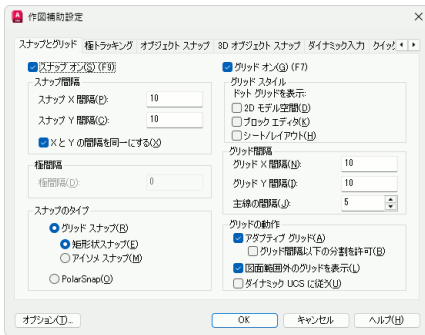 作図補助設定
スナップとグリッド 極トラッキング オブジェクト スナップ 3D オブジェクト スナップ ダイナミック入力 クイッ
スナップ オン(S) (F9)
スナップ間隔
スナップ X 間隔(P): 10
スナップ Y 間隔(C): 10
X と Y の間隔を同一にする(X)
極間隔
極間隔(D): 0
スナップのタイプ
グリッド スナップ(R)
矩形状スナップ(E)
アイソメ スナップ(M)
PolarSnap(O)
グリッド オン(G) (F7)
グリッド スタイル
ドット グリッドを表示:
2D モデル空間(D)
ブロック エディタ(K)
シート/レイアウト(H)
グリッド間隔
グリッド X 間隔(N): 10
グリッド Y 間隔(I): 10
主線の間隔(J): 5
グリッドの動作
アダプティブ グリッド(A)
グリッド間隔以下の分割を許可(B)
図面範囲外のグリッドを表示(L)
ダイナミック UCS に従う(U)
オプション(T)... OK キャンセル ヘルプ(H)